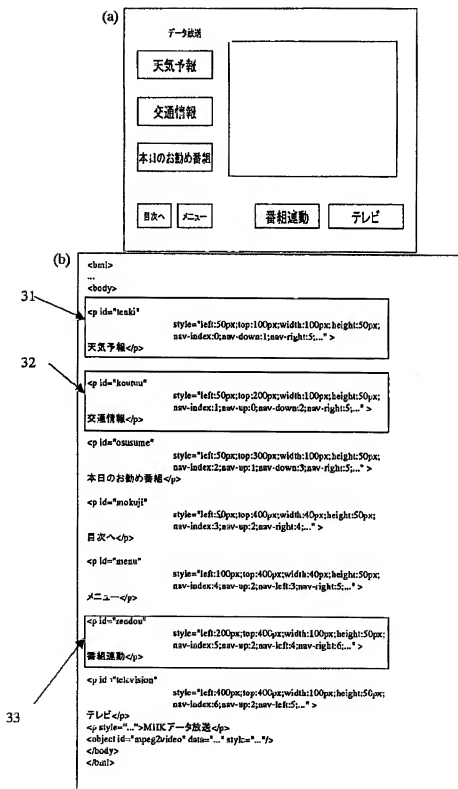 (a)
データ放送
天気予報
交通情報
本日のお勧め番組
目次へ
メニュー
番組連動
テレビ
(b)
<bml>
...
<body>
31
<p id="tenki"
style="left:50px;top:100px;width:100px;height:50px;
nav-index:0;nav-down:1;nav-right:5;..." >
天気予報</p>
32
<p id="koutuu"
style="left:50px;top:200px;width:100px;height:50px;
nav-index:1;nav-up:0;nav-down:2;nav-right:5;..." >
交通情報</p>
<p id="osusume"
style="left:50px;top:300px;width:100px;height:50px;
nav-index:2;nav-up:1;nav-down:3;nav-right:5;..." >
本日のお勧め番組</p>
<p id="mokuji"
style="left:50px;top:400px;width:40px;height:50px;
nav-index:3;nav-up:2;nav-right:4;..." >
目次へ</p>
<p id="menu"
style="left:100px;top:400px;width:40px;height:50px;
nav-index:4;nav-up:2;nav-left:3;nav-right:5;..." >
メニュー</p>
<p id="rendou"
style="left:200px;top:400px;width:100px;height:50px;
nav-index:5;nav-up:2;nav-left:4;nav-right:6;..." >
番組連動</p>
33
<p id="television"
style="left:400px;top:400px;width:100px;height:50px;
nav-index:6;nav-up:2;nav-left:5;..." >
テレビ</p>
<p style="...">MHKデータ放送</p>
<object id="mpeg2video" data="..." style="..."/>
</body>
</bml>